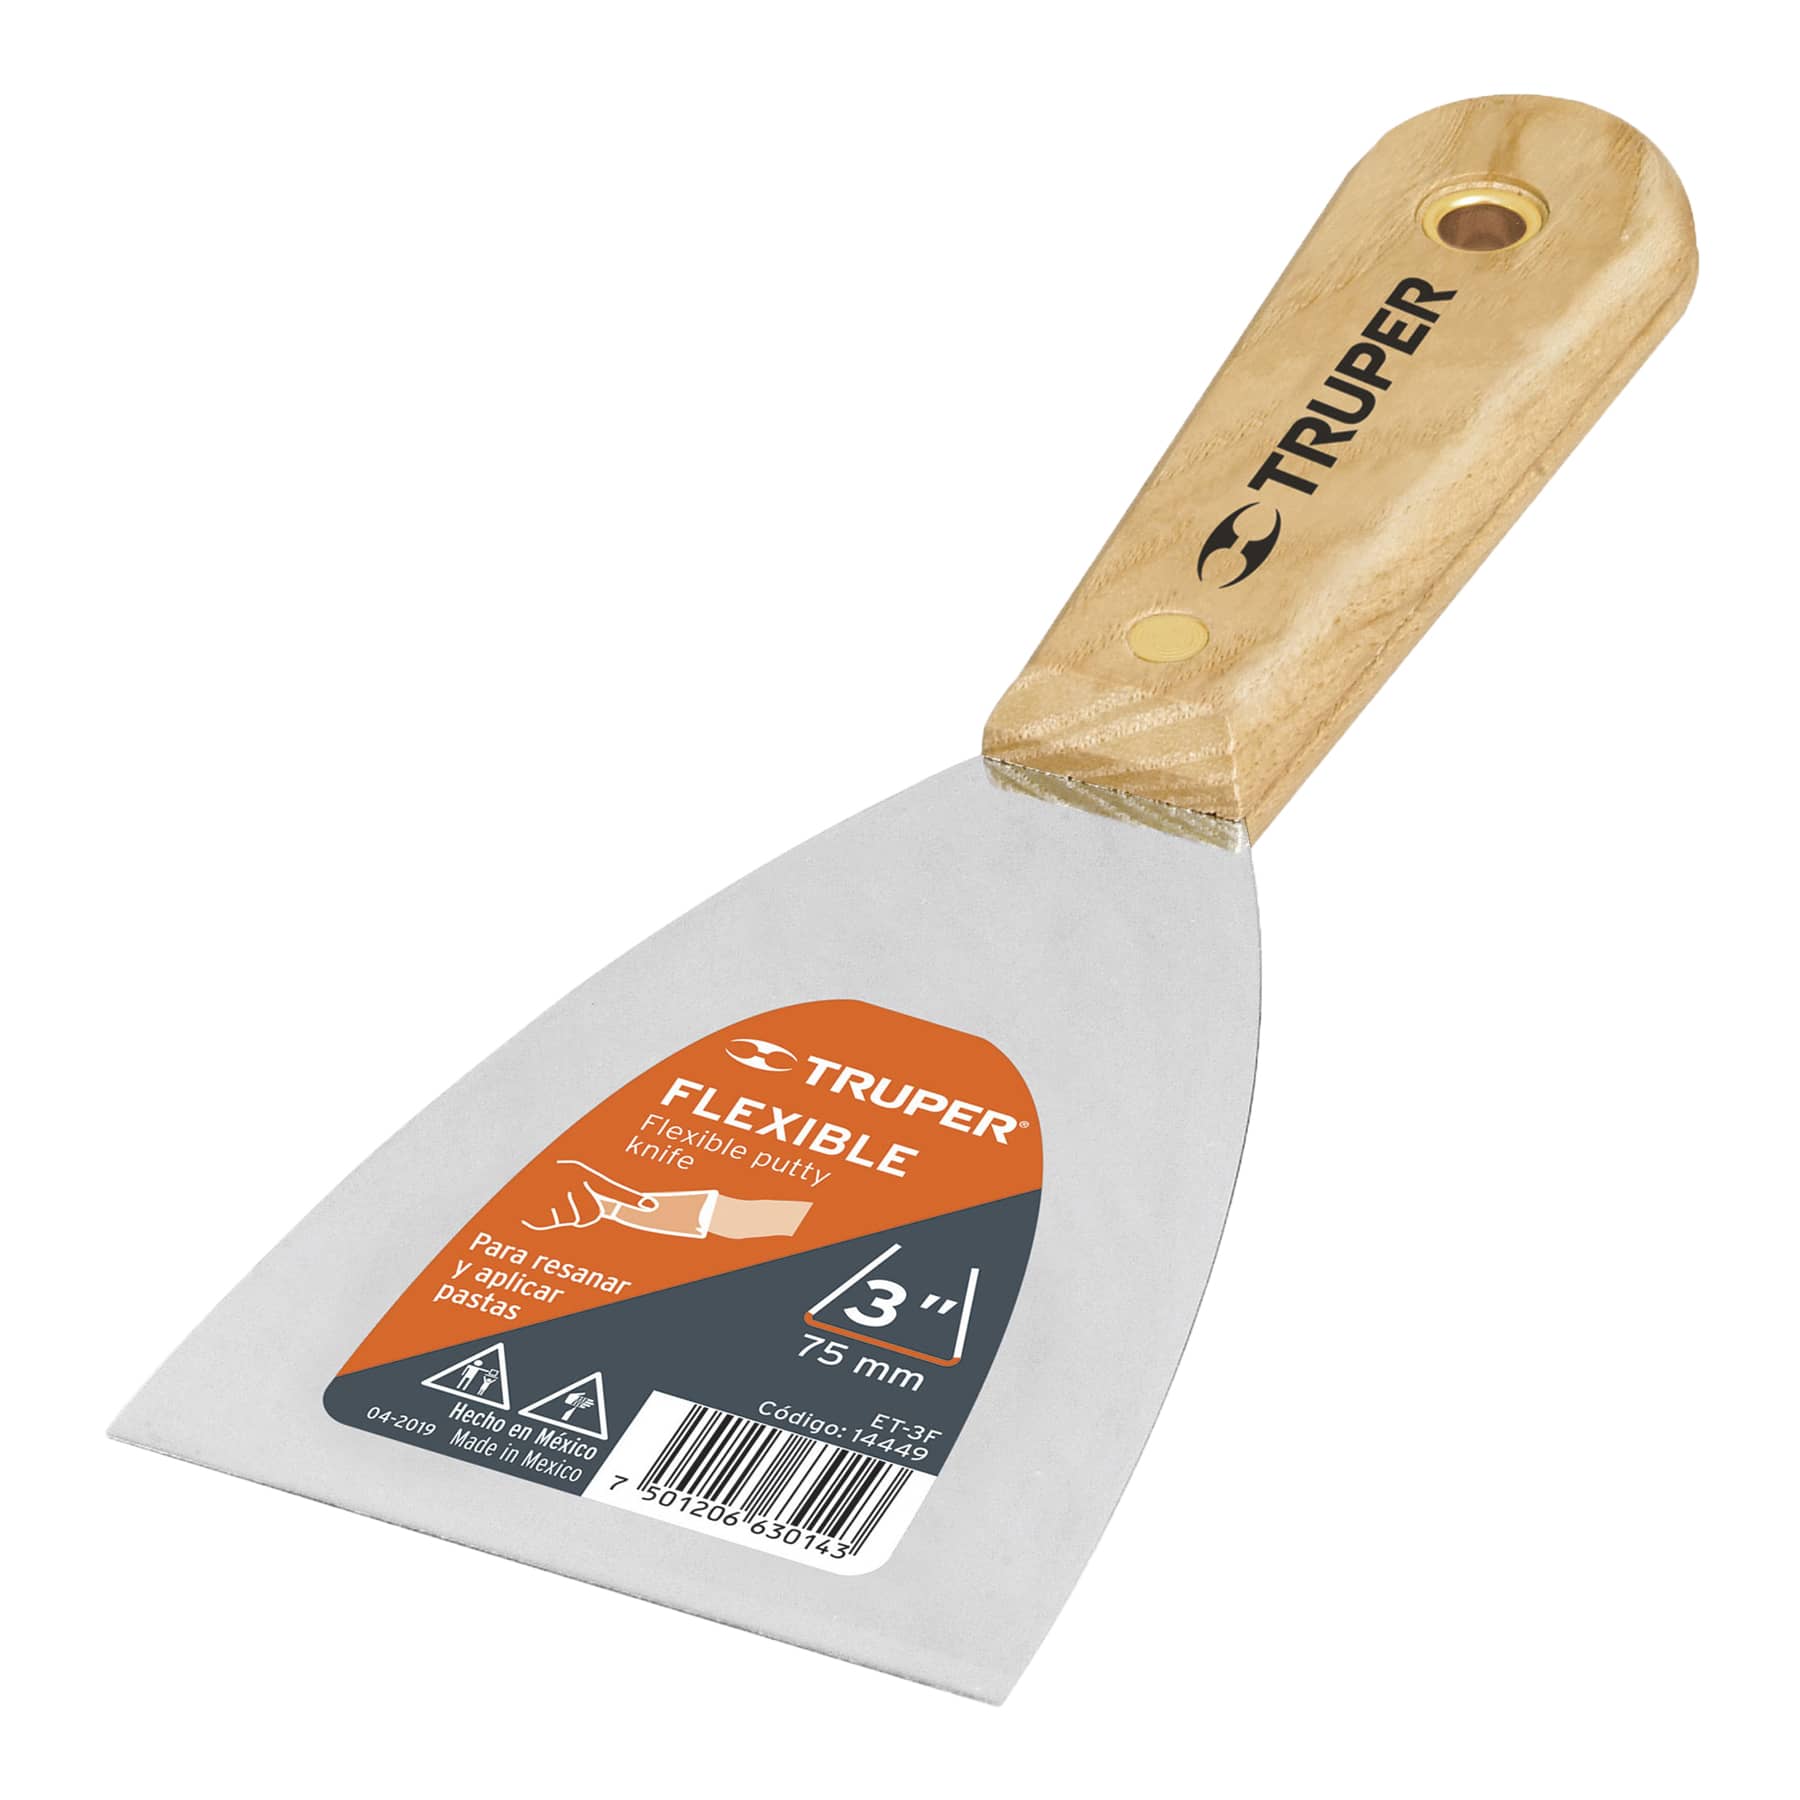 TRUPER
TRUPER®
FLEXIBLE
Flexible putty
knife
Para resanar
y aplicar
pastas
3"
75 mm
Hecho en México
04-2019 Made in Mexico
ET-3F
Código: 14449
7 501206 630143